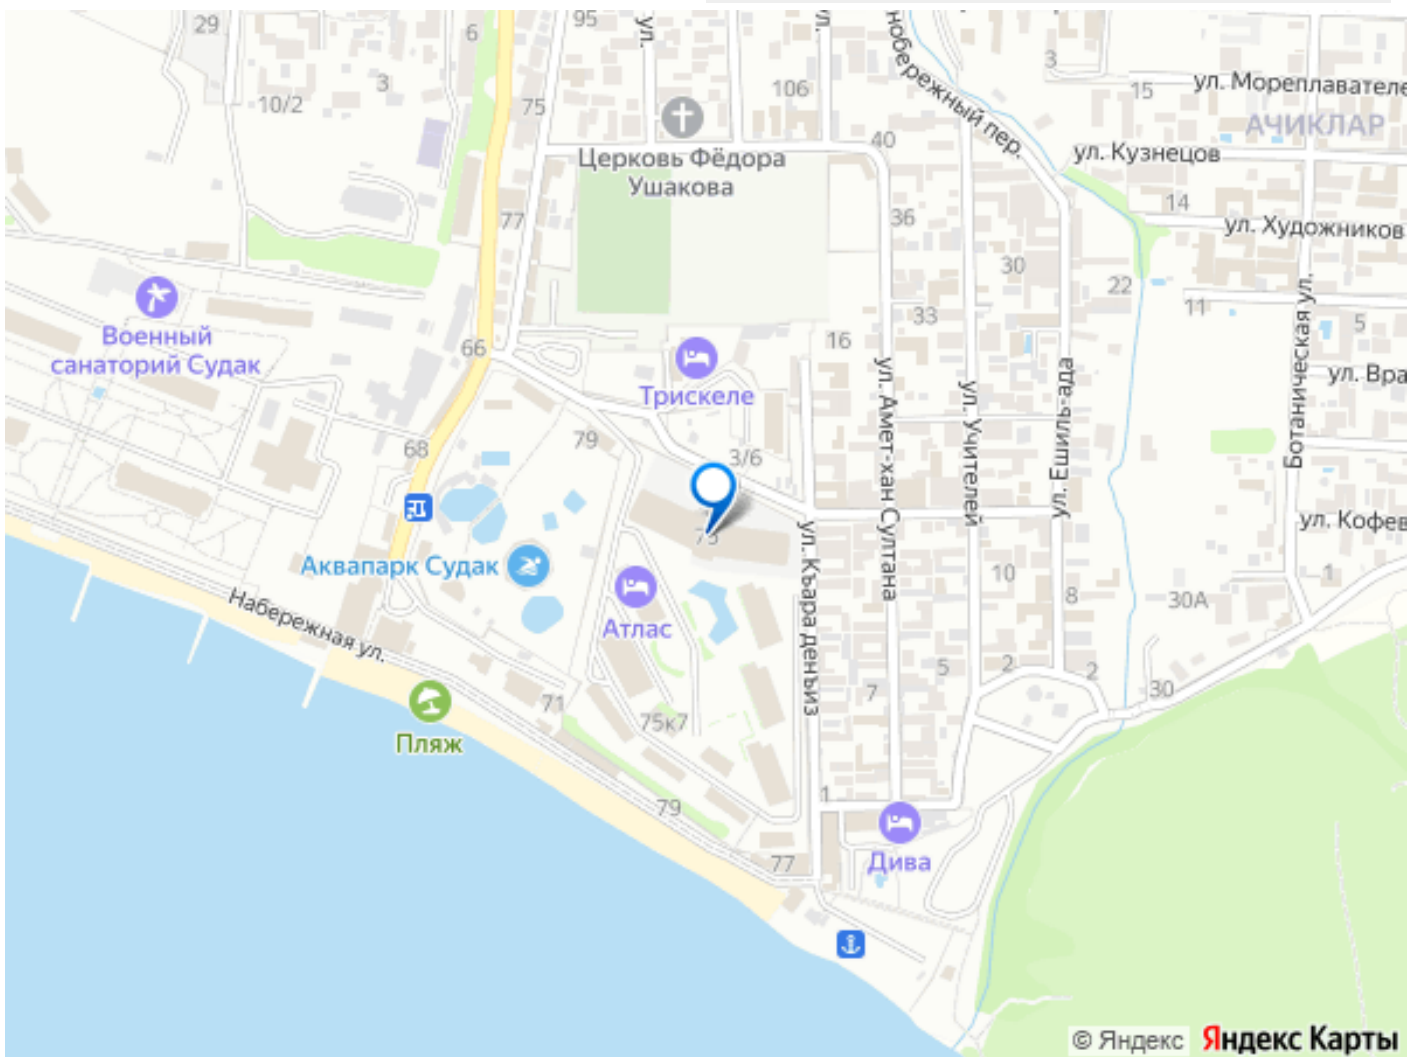 29
95
ул.
ул.
нобережный пер.
6
3
3
10/2
75
106
15
ул. Мореплавателе
АЧИКЛАР
40
ул. Кузнецов
Церковь Фёдора
Ушакова
77
36
14
ул. Художников
30
22
11
5
Военный
санаторий Судак
66
33
16
Трискеле
ул. Вра
79
68
3/6
ул. Амет-хан Султана
ул. Учителей
ул. Ешиль-ада
Ботаническая ул.
ул. Кофев
Аквапарк Судак
ул. Къара денъиз
10
8
30А
1
Набережная ул.
Атлас
5
2
2
30
71
7
75к7
Пляж
79
1
77
Дива
© Яндекс Яндекс Карты